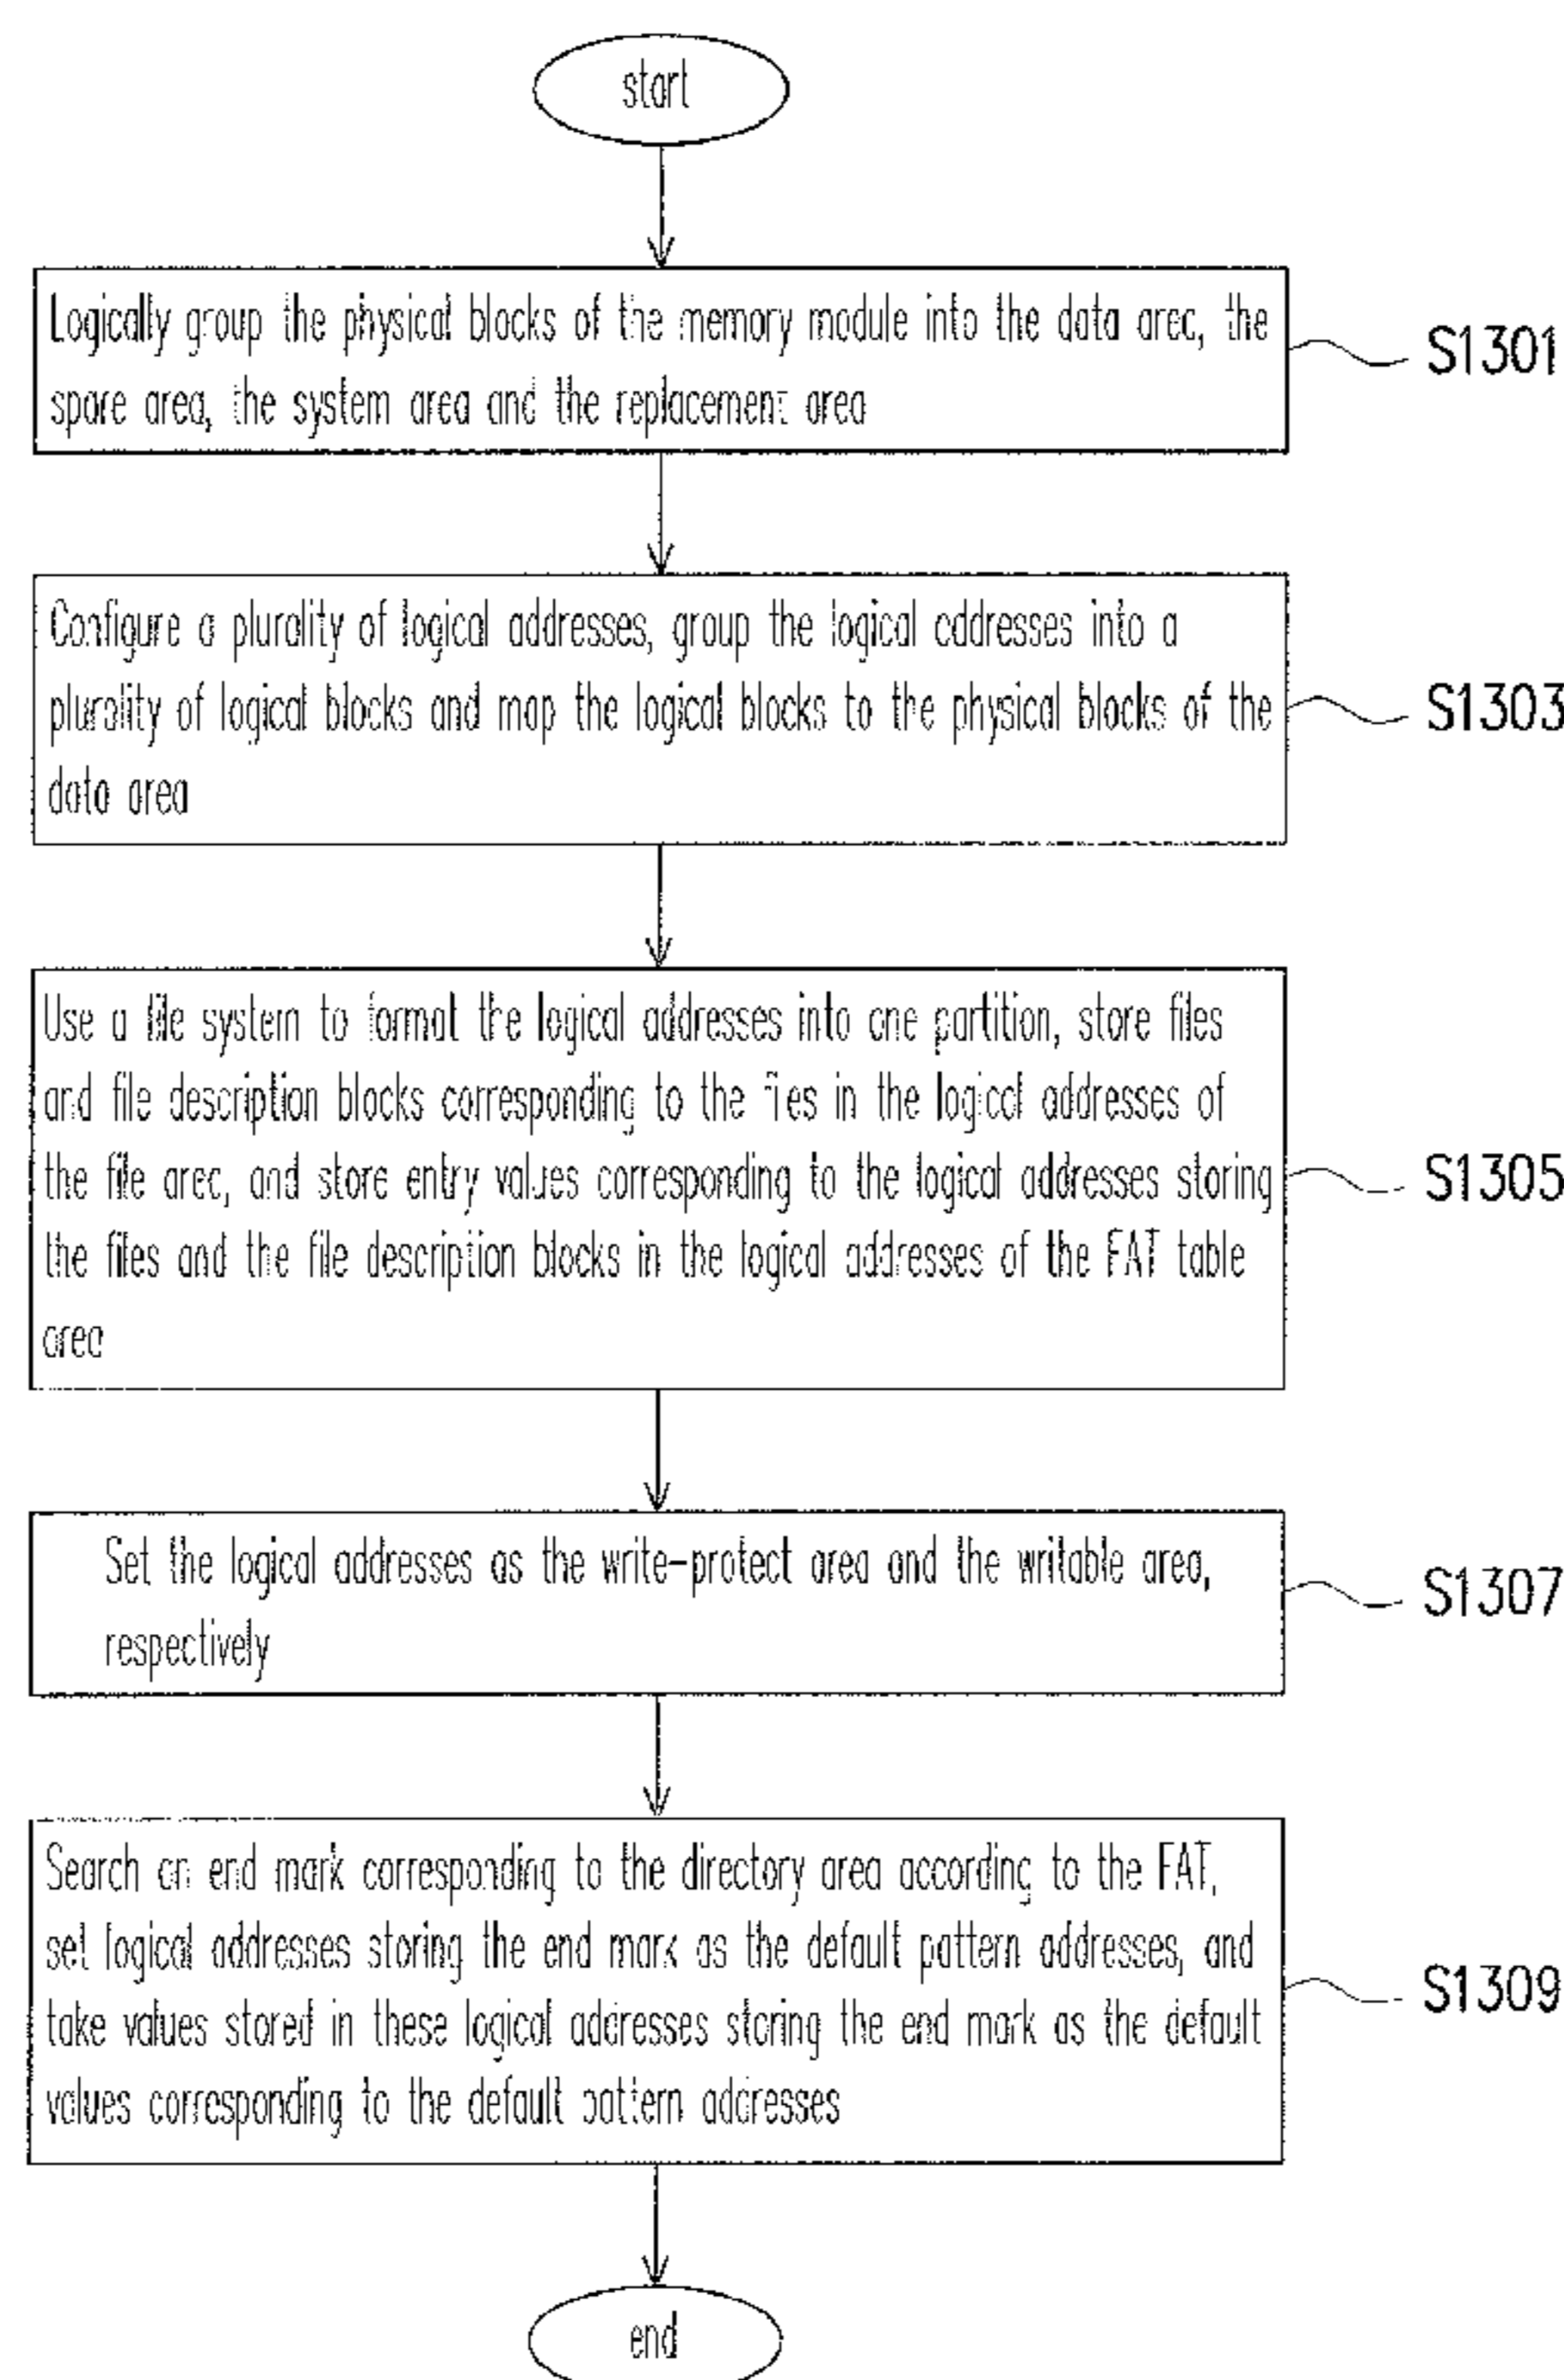 start
Logically group the physical blocks of the memory module into the data area, the
spare area, the system area and the replacement area
S1301
Configure a plurality of logical addresses, group the logical addresses into a
plurality of logical blocks and map the logical blocks to the physical blocks of the
data area
S1303
Use a file system to format the logical addresses into one partition, store files
and file description blocks corresponding to the files in the logical addresses of
the file area, and store entry values corresponding to the logical addresses storing
the files and the file description blocks in the logical addresses of the FAT table
area
S1305
Set the logical addresses as the write-protect area and the writable area,
respectively
S1307
Search an end mark corresponding to the directory area according to the FAT,
set logical addresses storing the end mark as the default pattern addresses, and
take values stored in these logical addresses storing the end mark as the default
values corresponding to the default pattern addresses
S1309
end